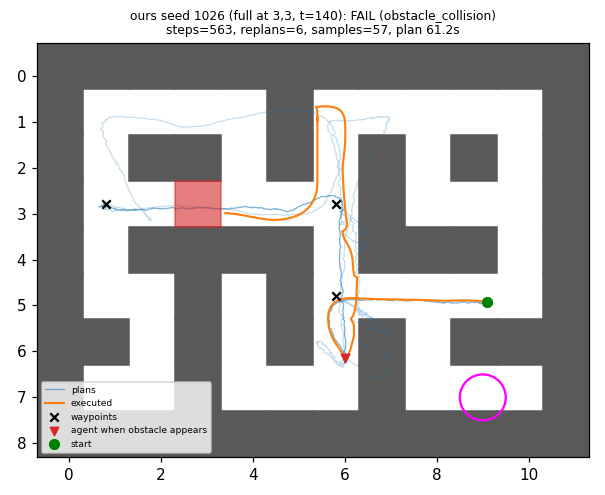 ours seed 1026 (full at 3,3, t=140): FAIL (obstacle_collision)
steps=563, replans=6, samples=57, plan 61.2s
0
1
2
3
4
5
6
7
8
plans
executed
waypoints
agent when obstacle appears
start
0 2 4 6 8 10